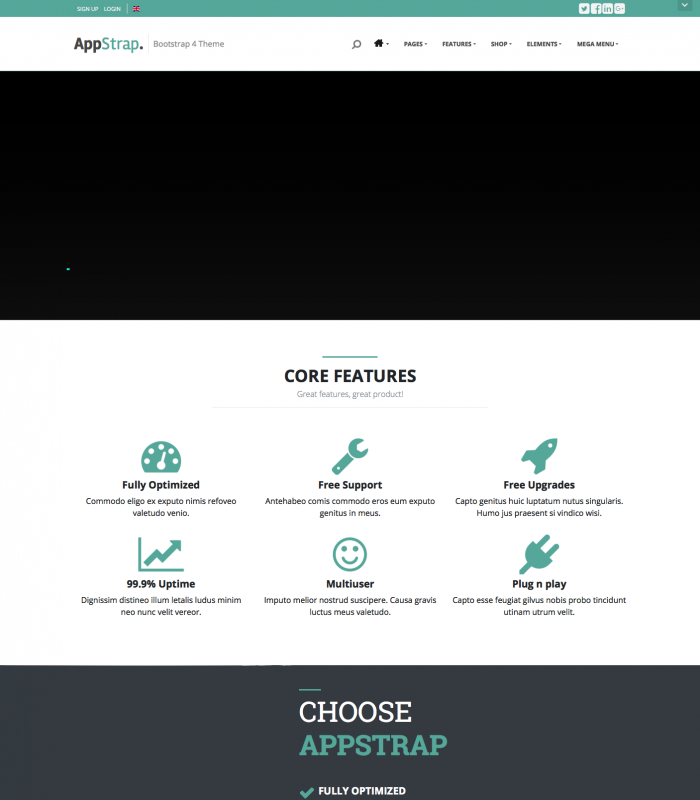 SIGN UP LOGIN
AppStrap. Bootstrap 4 Theme
PAGES FEATURES SHOP ELEMENTS MEGA MENU
CORE FEATURES
Great features, great product!
Fully Optimized
Commodo eligo ex exputo nimis refoveo
valetudo venio.
Free Support
Antehabeo comis commodo eros eum exputo
genitus in meus.
Free Upgrades
Capto genitus huic luptatum nutus singularis.
Humo jus praesent si vindico wisi.
99.9% Uptime
Dignissim distineo illum letalis ludus minim
neo nunc velit vereor.
Multiuser
Imputo melior nostrud suscipere. Causa gravis
luctus meus valetudo.
Plug n play
Capto esse feugiat gilvus nobis probo tincidunt
utinam utrum velit.
CHOOSE
APPSTRAP
FULLY OPTIMIZED